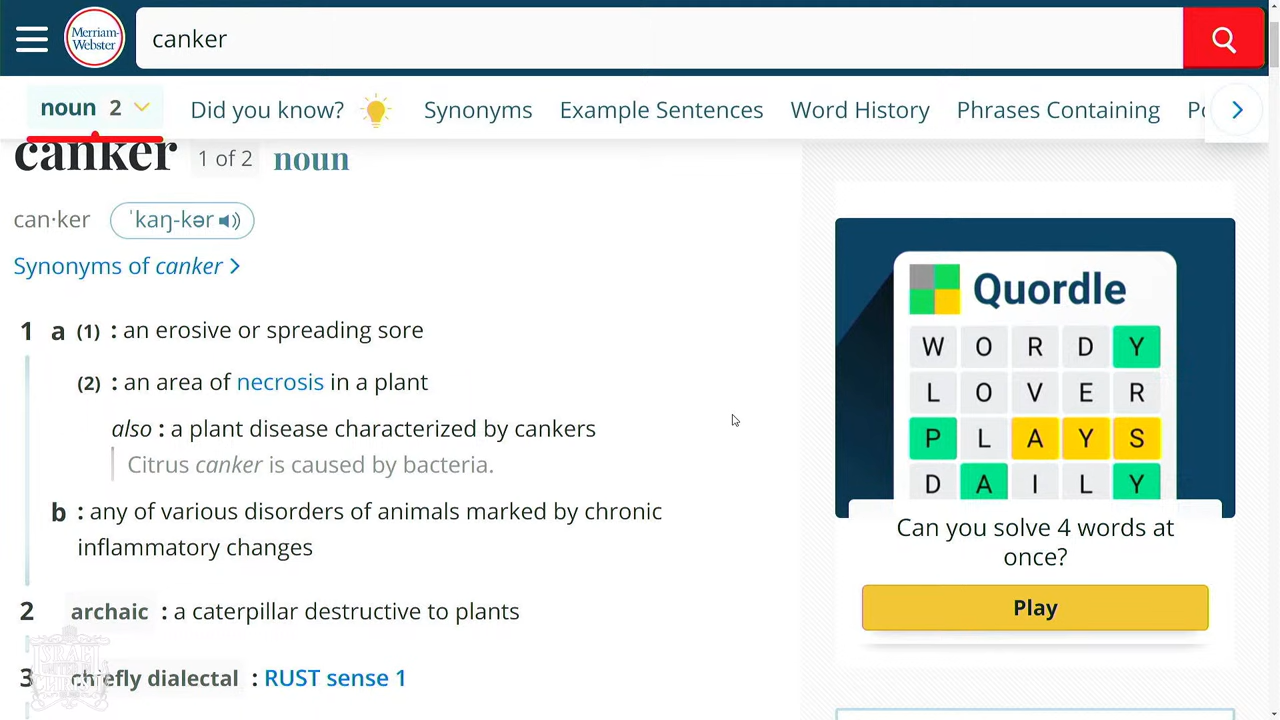 Merriam-
Webster
canker
noun 2
Did you know?
Synonyms
Example Sentences
Word History
Phrases Containing
canker 1 of 2 noun
can·ker ˈkaŋ-kər
Synonyms of canker
1 a (1) : an erosive or spreading sore
(2) : an area of necrosis in a plant
also : a plant disease characterized by cankers
Citrus canker is caused by bacteria.
b : any of various disorders of animals marked by chronic
inflammatory changes
2 archaic : a caterpillar destructive to plants
3 chiefly dialectal : RUST sense 1
Quordle
W O R D Y
L O V E R
P L A Y S
D A I L Y
Can you solve 4 words at
once?
Play
ISRAEL
UNITED
CHRIST